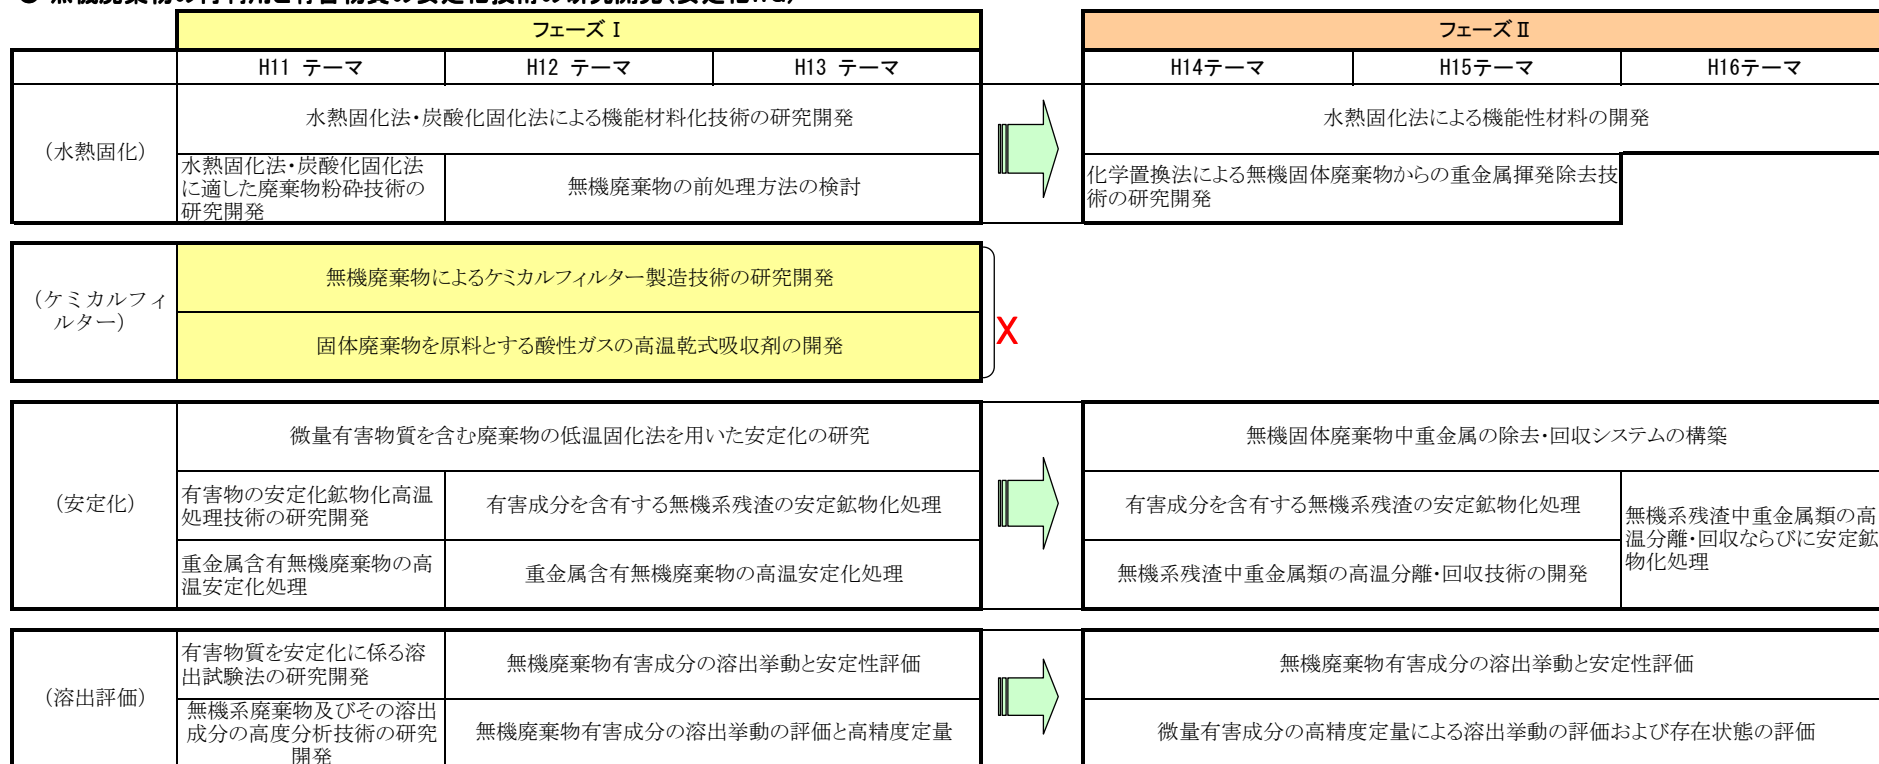 フェーズⅠ
フェーズⅡ
H11 テーマ
H12 テーマ
H13 テーマ
H14テーマ
H15テーマ
H16テーマ
(水熱固化)
水熱固化法・炭酸化固化法による機能材料化技術の研究開発
水熱固化法による機能性材料の開発
水熱固化法・炭酸化固化法
に適した廃棄物粉砕技術の
研究開発
無機廃棄物の前処理方法の検討
化学置換法による無機固体廃棄物からの重金属揮発除去技
術の研究開発
(ケミカルフィ
ルター)
無機廃棄物によるケミカルフィルター製造技術の研究開発
固体廃棄物を原料とする酸性ガスの高温乾式吸収剤の開発
X
(安定化)
微量有害物質を含む廃棄物の低温固化法を用いた安定化の研究
無機固体廃棄物中重金属の除去・回収システムの構築
有害物の安定化鉱物化高温
処理技術の研究開発
有害成分を含有する無機系残渣の安定鉱物化処理
有害成分を含有する無機系残渣の安定鉱物化処理
無機系残渣中重金属類の高
温分離・回収ならびに安定鉱
物化処理
重金属含有無機廃棄物の高
温安定化処理
重金属含有無機廃棄物の高温安定化処理
無機系残渣中重金属類の高温分離・回収技術の開発
(溶出評価)
有害物質を安定化に係る溶
出試験法の研究開発
無機廃棄物有害成分の溶出挙動と安定性評価
無機廃棄物有害成分の溶出挙動と安定性評価
無機系廃棄物及びその溶出
成分の高度分析技術の研究
開発
無機廃棄物有害成分の溶出挙動の評価と高精度定量
微量有害成分の高精度定量による溶出挙動の評価および存在状態の評価